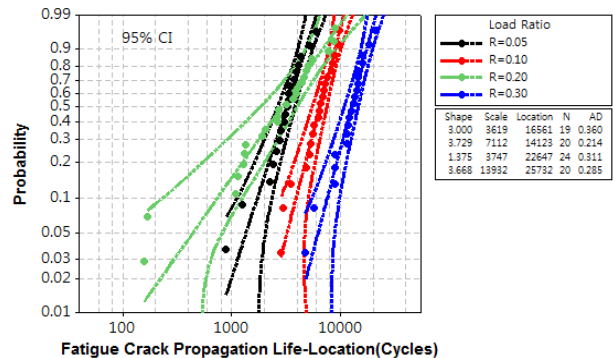 95% CI
Probability
0.99
0.9
0.8
0.7
0.6
0.5
0.4
0.3
0.2
0.1
0.05
0.03
0.02
0.01
100 1000 10000
Fatigue Crack Propagation Life-Location(Cycles)
Load Ratio
R=0.05
R=0.10
R=0.20
R=0.30
Shape Scale Location N AD
3.000 3619 16561 19 0.360
3.729 7112 14123 20 0.214
1.375 3747 22647 24 0.311
3.668 13932 25732 20 0.285